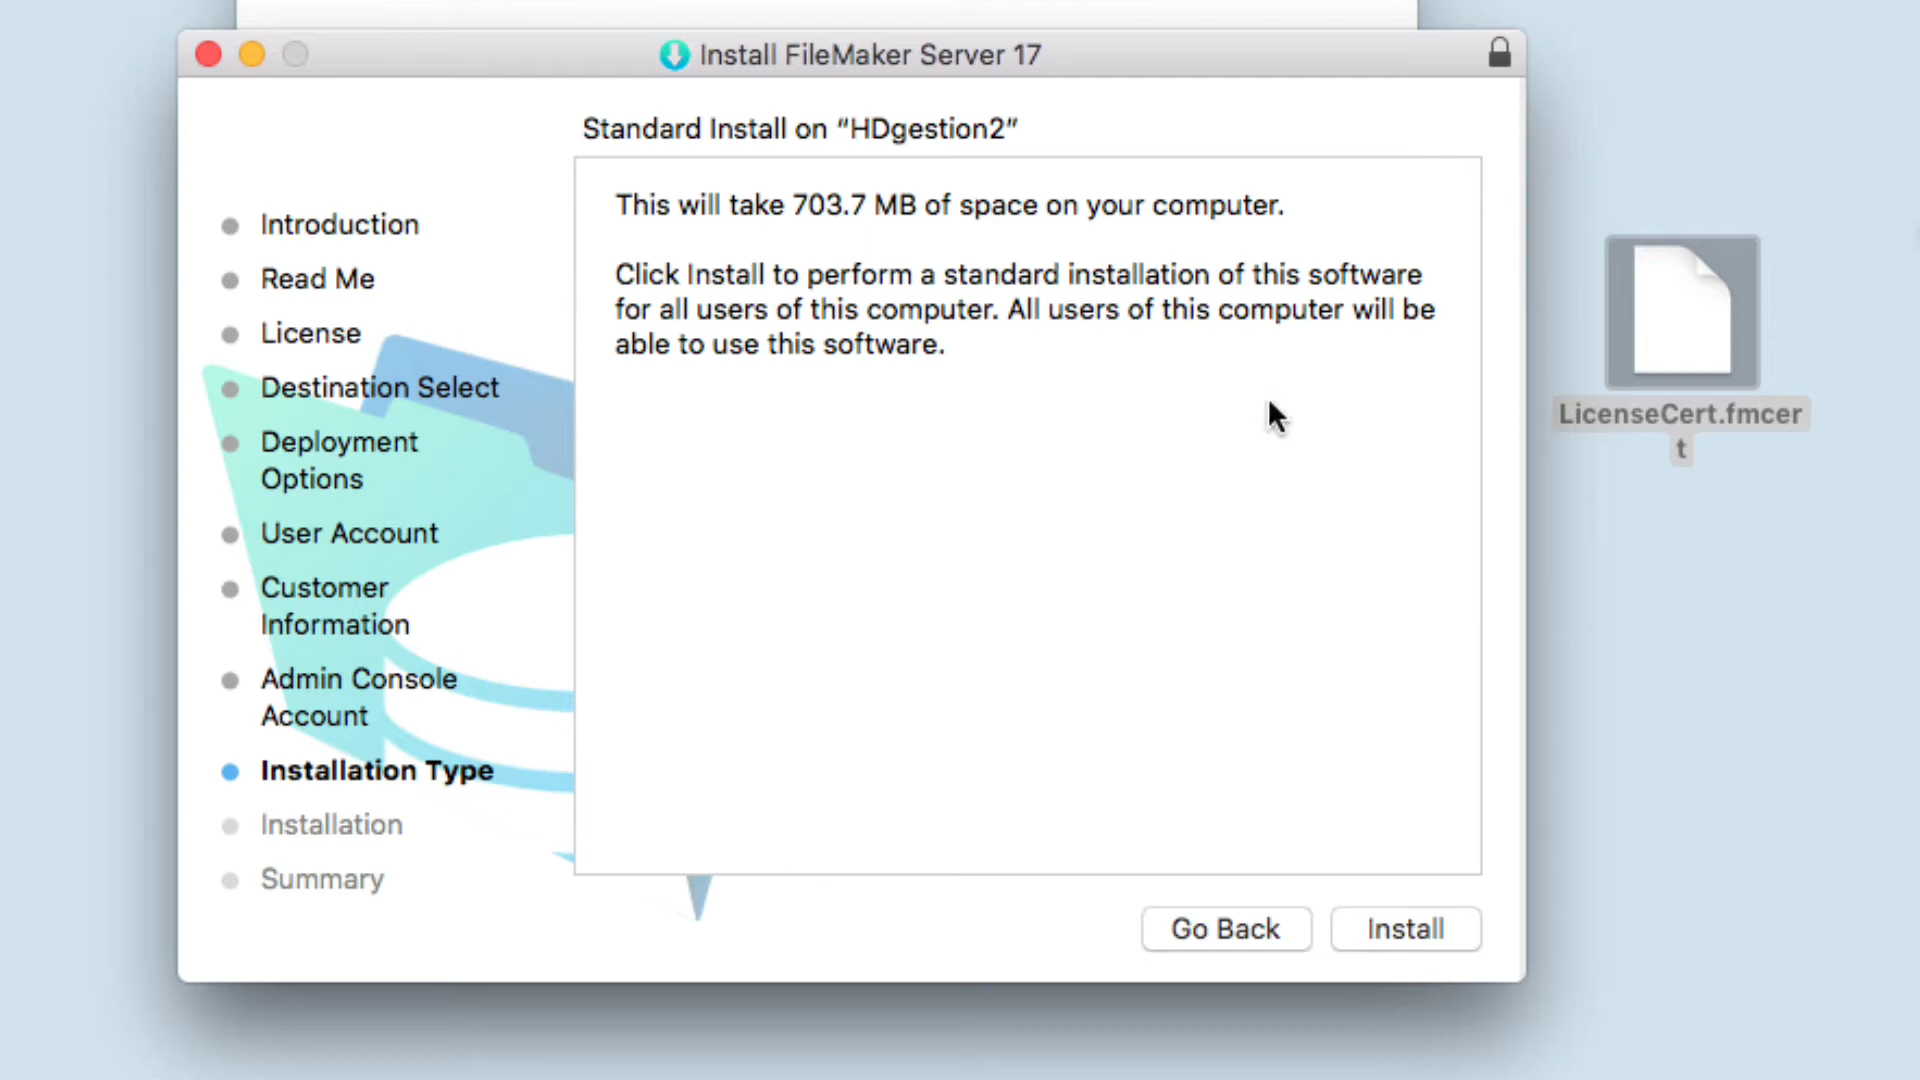 Install FileMaker Server 17
Standard Install on “HDgestion2”
Introduction
Read Me
License
Destination Select
Deployment
Options
User Account
Customer
Information
Admin Console
Account
Installation Type
Installation
Summary
This will take 703.7 MB of space on your computer.
Click Install to perform a standard installation of this software
for all users of this computer. All users of this computer will be
able to use this software.
Go Back
Install
LicenseCert.fmcer
t